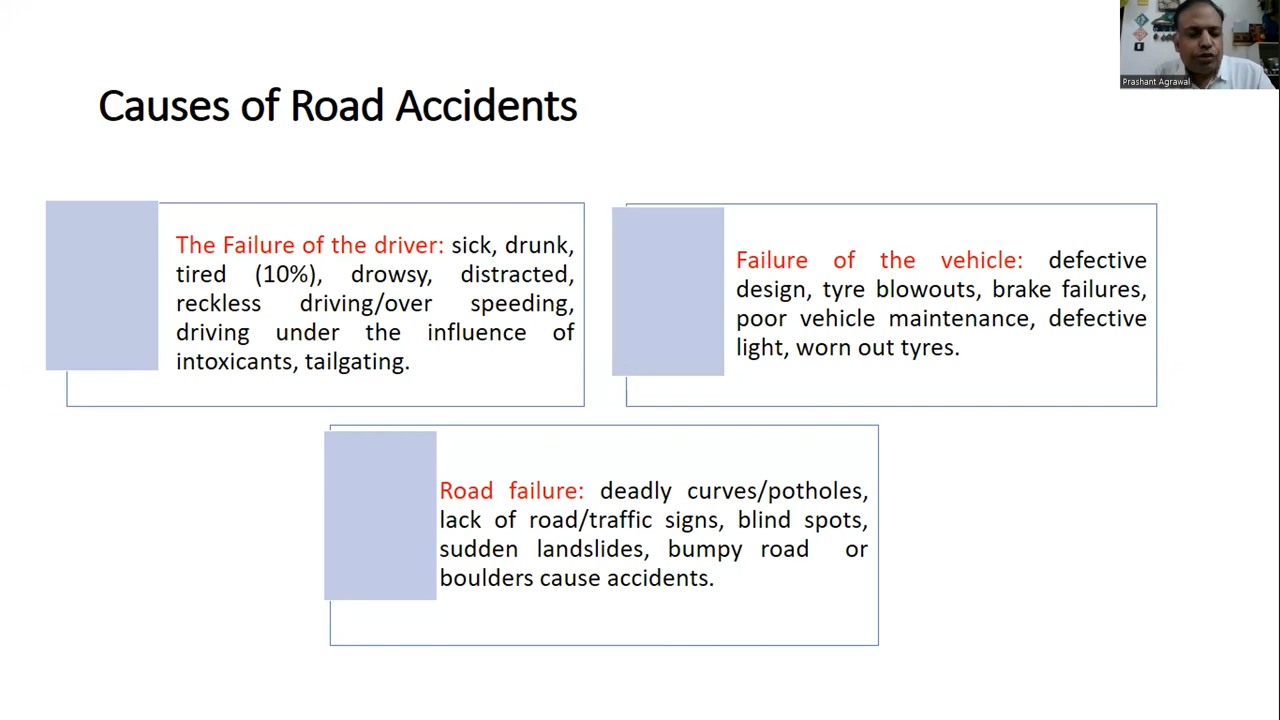 Prashant Agrawal
Causes of Road Accidents
The Failure of the driver: sick, drunk,
tired (10%), drowsy, distracted,
reckless driving/over speeding,
driving under the influence of
intoxicants, tailgating.
Failure of the vehicle: defective
design, tyre blowouts, brake failures,
poor vehicle maintenance, defective
light, worn out tyres.
Road failure: deadly curves/potholes,
lack of road/traffic signs, blind spots,
sudden landslides, bumpy road or
boulders cause accidents.